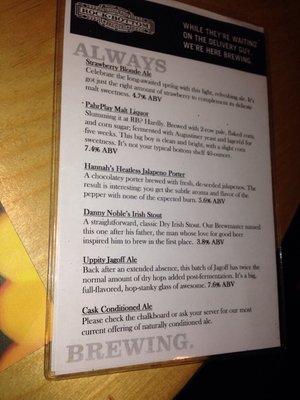 ROCK BOTTOM
WHILE THEY'RE WAITING
ON THE DELIVERY GUY,
WE'RE HERE BREWING.
ALWAYS
Strawberry Blonde Ale
Celebrate the long-awaited spring with this light, refreshing ale. It's
got just the right amount of strawberry to complement its delicate
malt sweetness. 4.7% ABV
PahrPlay Malt Liquor
Slumming it at RB? Hardly. Brewed with 2-row pale, flaked corn,
and corn sugar; fermented with Augustiner yeast and lagered for
five weeks. This big boy is clean and bright, with a slight corn
sweetness. It's not your typical bottom shelf 40-ouncer.
7.4% ABV
Hannah's Heatless Jalapeno Porter
A chocolatey porter brewed with fresh, de-seeded jalapenos. The
result is interesting: you get the subtle aroma and flavor of the
pepper with none of the expected burn. 5.6% ABV
Danny Noble's Irish Stout
A straightforward, classic Dry Irish Stout. Our Brewmaster named
this one after his father, the man whose love for good beer
inspired him to brew in the first place. 3.8% ABV
Uppity Jagoff Ale
Back after an extended absence, this batch of Jagoff has twice the
normal amount of dry hops added post-fermentation. It's a big,
full-flavored, hop-stanky glass of awesome. 7.6% ABV
Cask Conditioned Ale
Please check the chalkboard or ask your server for our most
current offering of naturally conditioned ale.
BREWING.